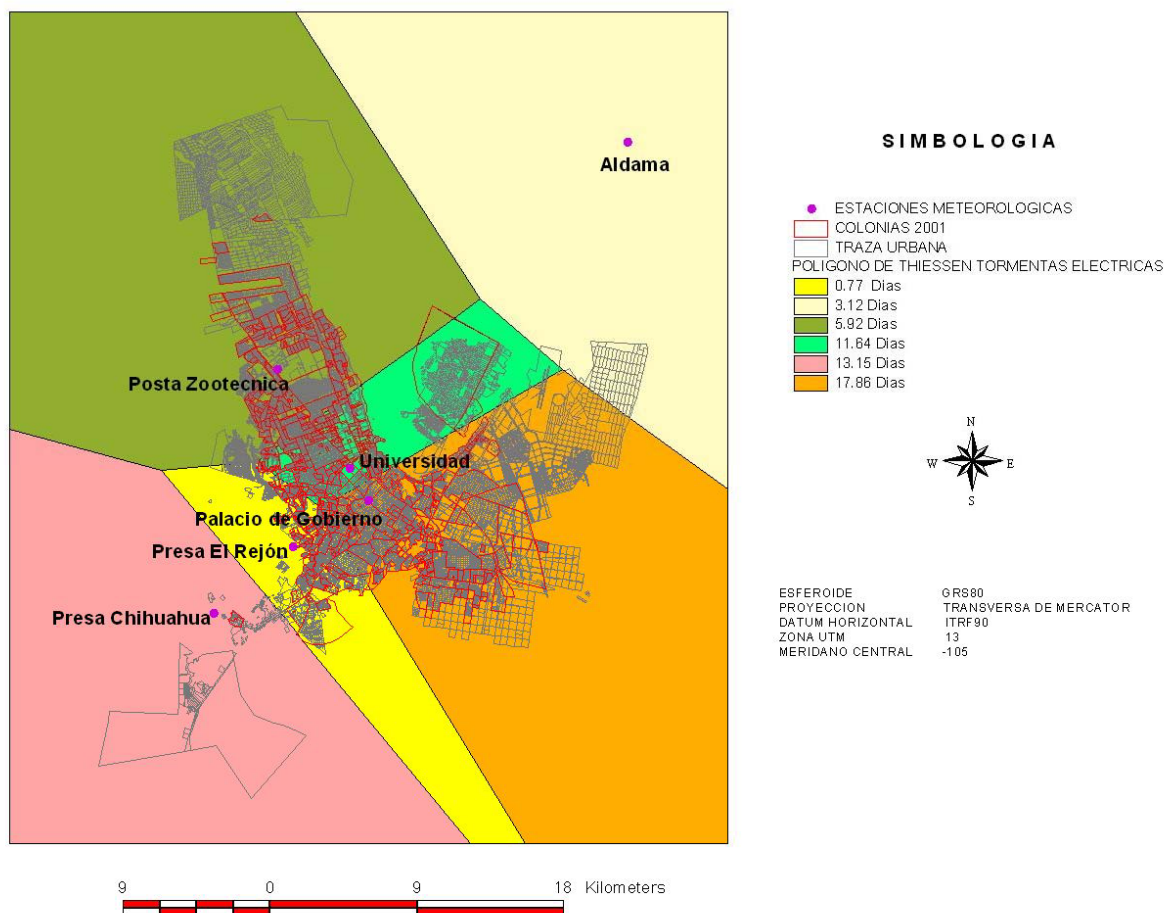 Aldama
Posta Zootecnica
Universidad
Palacio de Gobierno
Presa El Rejón
Presa Chihuahua
SIMBOLOGIA
ESTACIONES METEOROLOGICAS
COLONIAS 2001
TRAZA URBANA
POLIGONO DE THIESSEN TORMENTAS ELECTRICAS
0.77 Dias
3.12 Dias
5.92 Dias
11.64 Dias
13.15 Dias
17.86 Dias
N
W E
S
ESFEROIDE GRS80
PROYECCION TRANSVERSA DE MERCATOR
DATUM HORIZONTAL ITRF90
ZONA UTM 13
MERIDANO CENTRAL -105
9 0 9 18 Kilometers